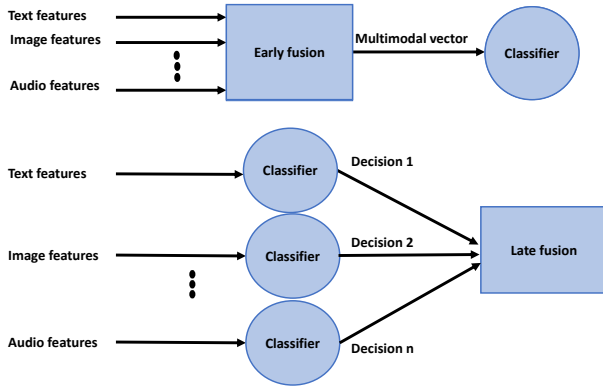 Text features
Image features
Audio features
Early fusion
Multimodal vector
Classifier
Text features
Classifier
Decision 1
Image features
Classifier
Decision 2
Late fusion
Audio features
Classifier
Decision n